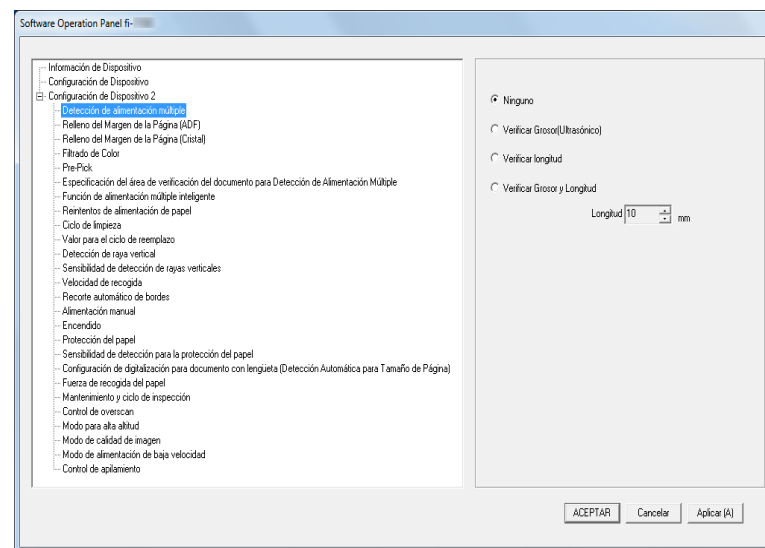 Software Operation Panel fi-
Información de Dispositivo
Configuración de Dispositivo
Configuración de Dispositivo 2
Detección de alimentación múltiple
Relleno del Margen de la Página (ADF)
Relleno del Margen de la Página (Cristal)
Filtrado de Color
Pre-Pick
Especificación del área de verificación del documento para Detección de Alimentación Múltiple
Función de alimentación múltiple inteligente
Reintentos de alimentación de papel
Ciclo de limpieza
Valor para el ciclo de reemplazo
Detección de raya vertical
Sensibilidad de detección de rayas verticales
Velocidad de recogida
Recorte automático de bordes
Alimentación manual
Encendido
Protección del papel
Sensibilidad de detección para la protección del papel
Configuración de digitalización para documento con lengüeta (Detección Automática para Tamaño de Página)
Fuerza de recogida del papel
Mantenimiento y ciclo de inspección
Control de overscan
Modo para alta altitud
Modo de calidad de imagen
Modo de alimentación de baja velocidad
Control de apilamiento
Ninguno
Verificar Grosor(Ultrasónico)
Verificar longitud
Verificar Grosor y Longitud
Longitud 10 mm
ACEPTAR Cancelar Aplicar (A)